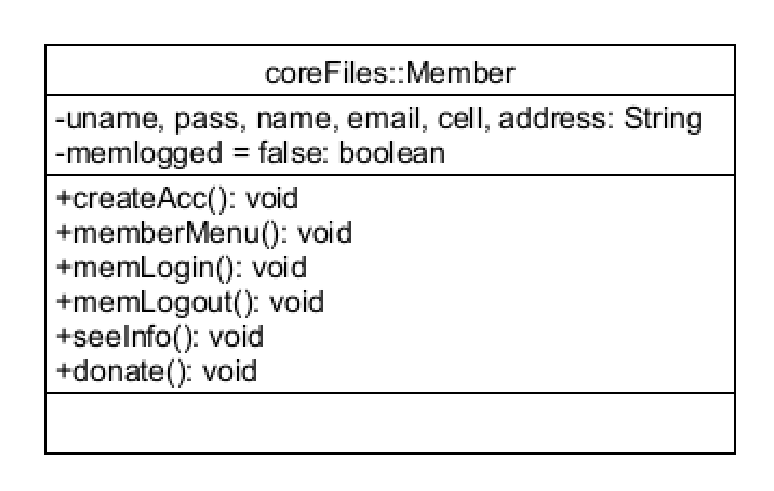 coreFiles::Member
-uname, pass, name, email, cell, address: String
-memlogged = false: boolean
+createAcc(): void
+memberMenu(): void
+memLogin(): void
+memLogout(): void
+seeInfo(): void
+donate(): void